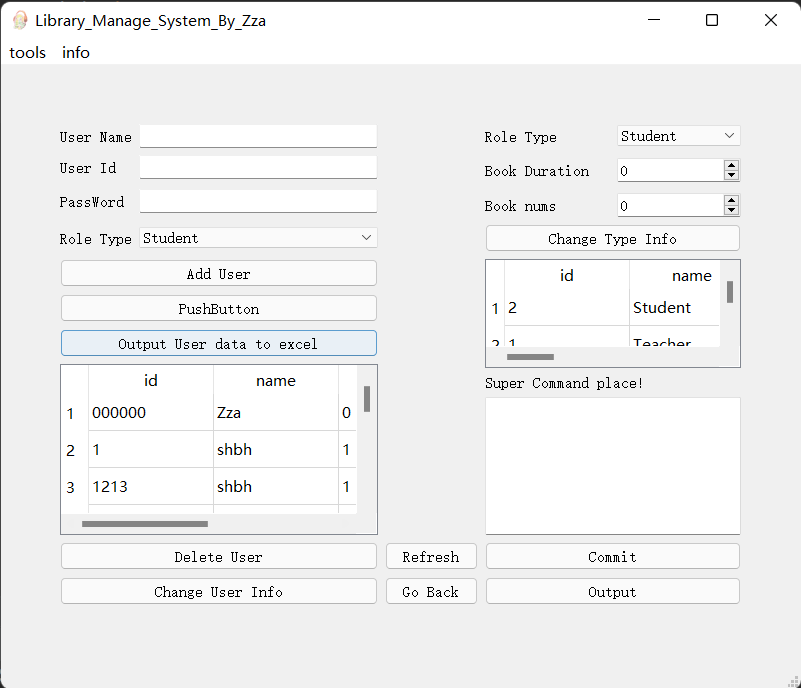 Library_Manage_System_By_Zza
tools info
User Name
User Id
PassWord
Role Type Student
Add User
PushButton
Output User data to excel
id name
1 000000 Zza 0
2 1 shbh 1
3 1213 shbh 1
Delete User
Change User Info
Refresh
Go Back
Role Type Student
Book Duration 0
Book nums 0
Change Type Info
id name
1 2 Student
2 1 Teacher
Super Command place!
Commit
Output